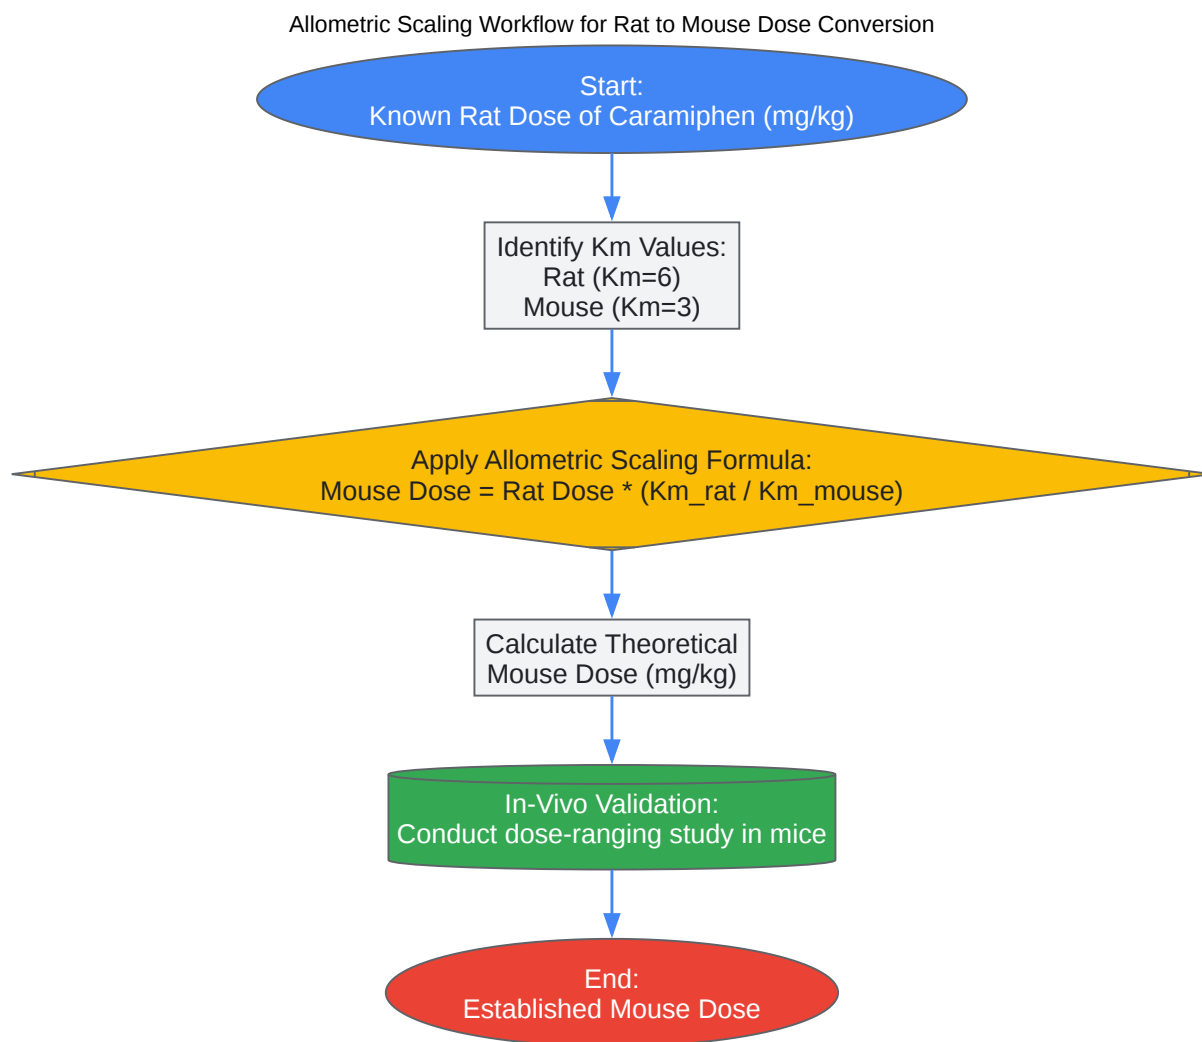 Allometric Scaling Workflow for Rat to Mouse Dose Conversion
Start:
Known Rat Dose of Caramiphen (mg/kg)
Identify Km Values:
Rat (Km=6)
Mouse (Km=3)
Apply Allometric Scaling Formula:
Mouse Dose = Rat Dose * (Km_rat / Km_mouse)
Calculate Theoretical
Mouse Dose (mg/kg)
In-Vivo Validation:
Conduct dose-ranging study in mice
End:
Established Mouse Dose